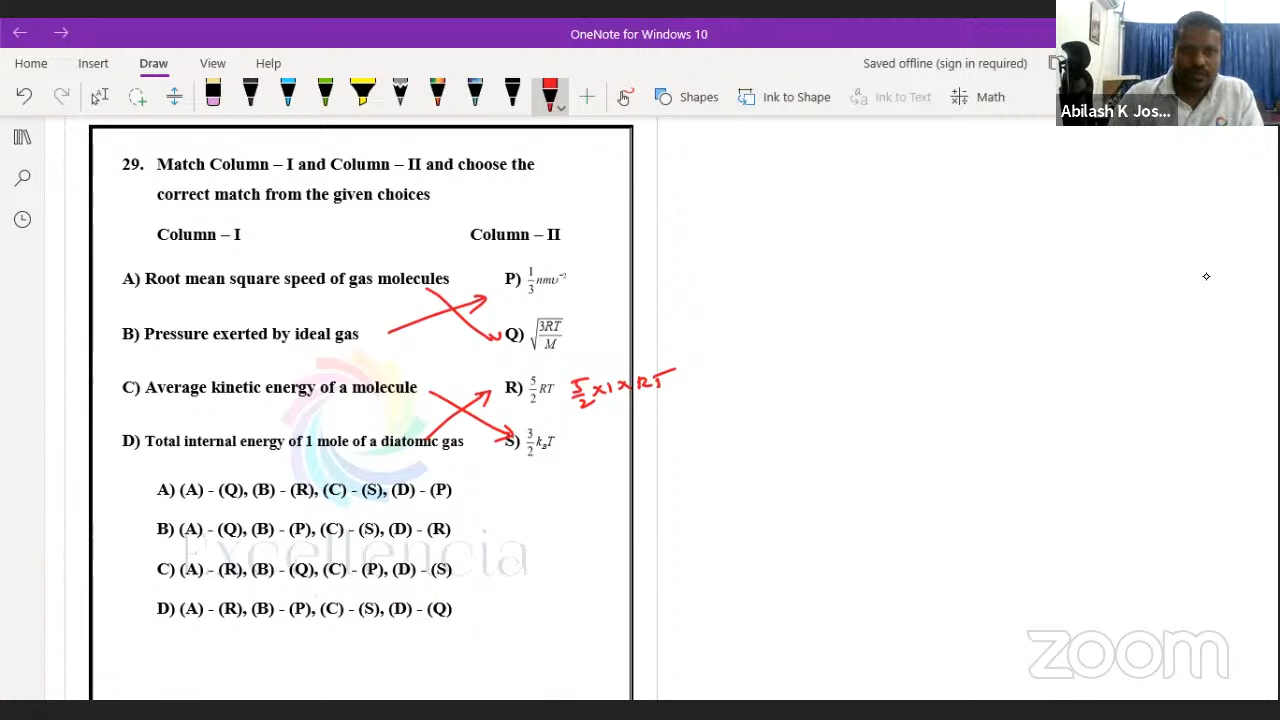 OneNote for Windows 10
Home Insert Draw View Help Saved offline (sign in required)
Shapes Ink to Shape Ink to Text Math
Abilash K Jos...
29. Match Column – I and Column – II and choose the
correct match from the given choices
Column – I Column – II
A) Root mean square speed of gas molecules P) 1/3 nmυ⁻²
B) Pressure exerted by ideal gas Q) √(3RT/M)
C) Average kinetic energy of a molecule R) 5/2 RT 5/2 × 1 × RT
D) Total internal energy of 1 mole of a diatomic gas S) 3/2 k_BT
A) (A) - (Q), (B) - (R), (C) - (S), (D) - (P)
B) (A) - (Q), (B) - (P), (C) - (S), (D) - (R)
C) (A) - (R), (B) - (Q), (C) - (P), (D) - (S)
D) (A) - (R), (B) - (P), (C) - (S), (D) - (Q)
Excellencia
zoom